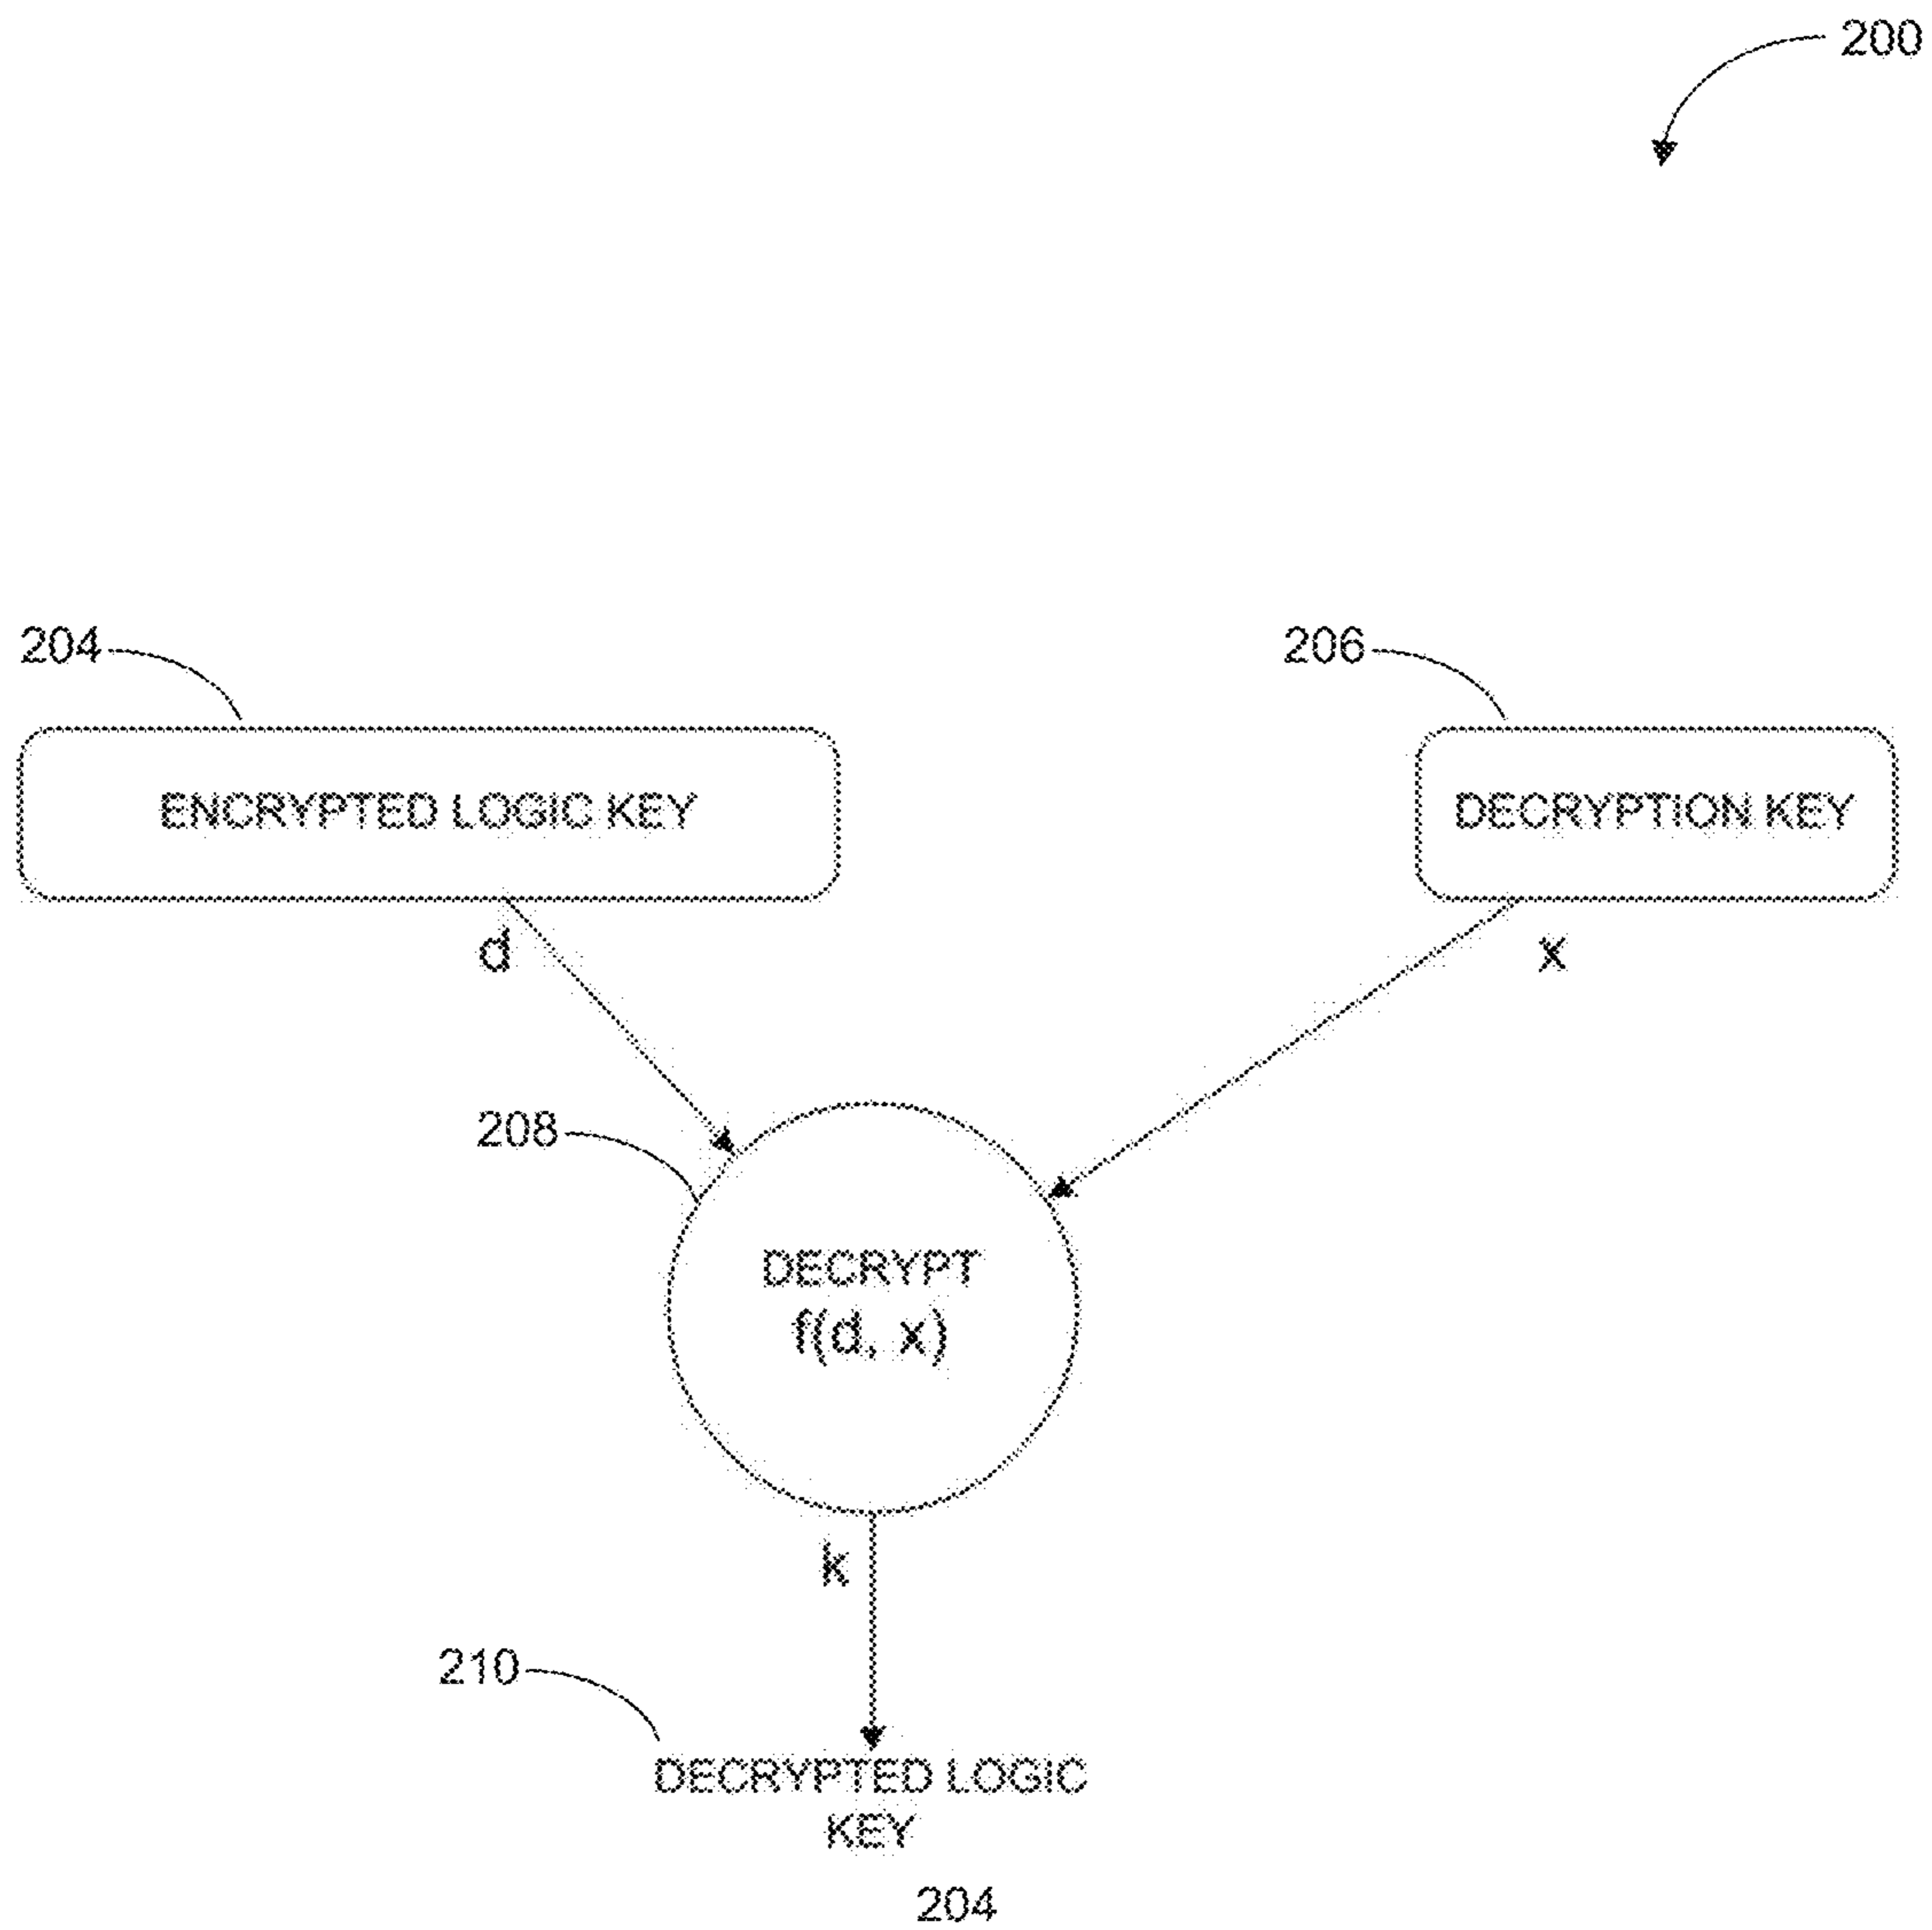 200
204
206
ENCRYPTED LOGIC KEY
DECRYPTION KEY
d
x
208
DECRYPT
f(d, x)
k
210
DECRYPTED LOGIC
KEY
204